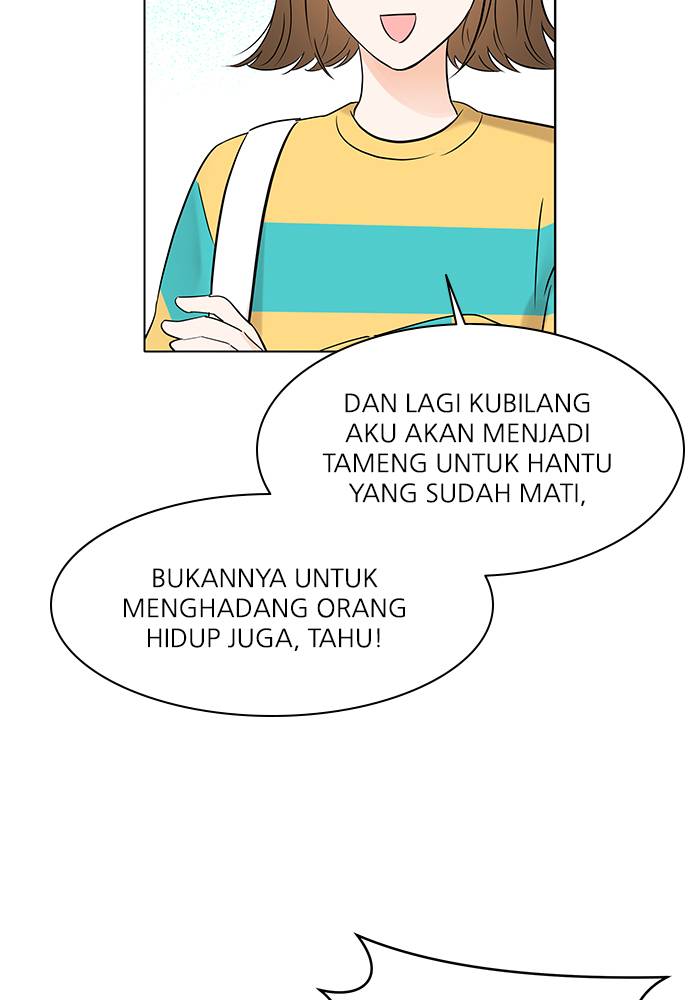 DAN LAGI KUBILANG
AKU AKAN MENJADI
TAMENG UNTUK HANTU
YANG SUDAH MATI,
BUKANNYA UNTUK
MENGHADANG ORANG
HIDUP JUGA, TAHU!